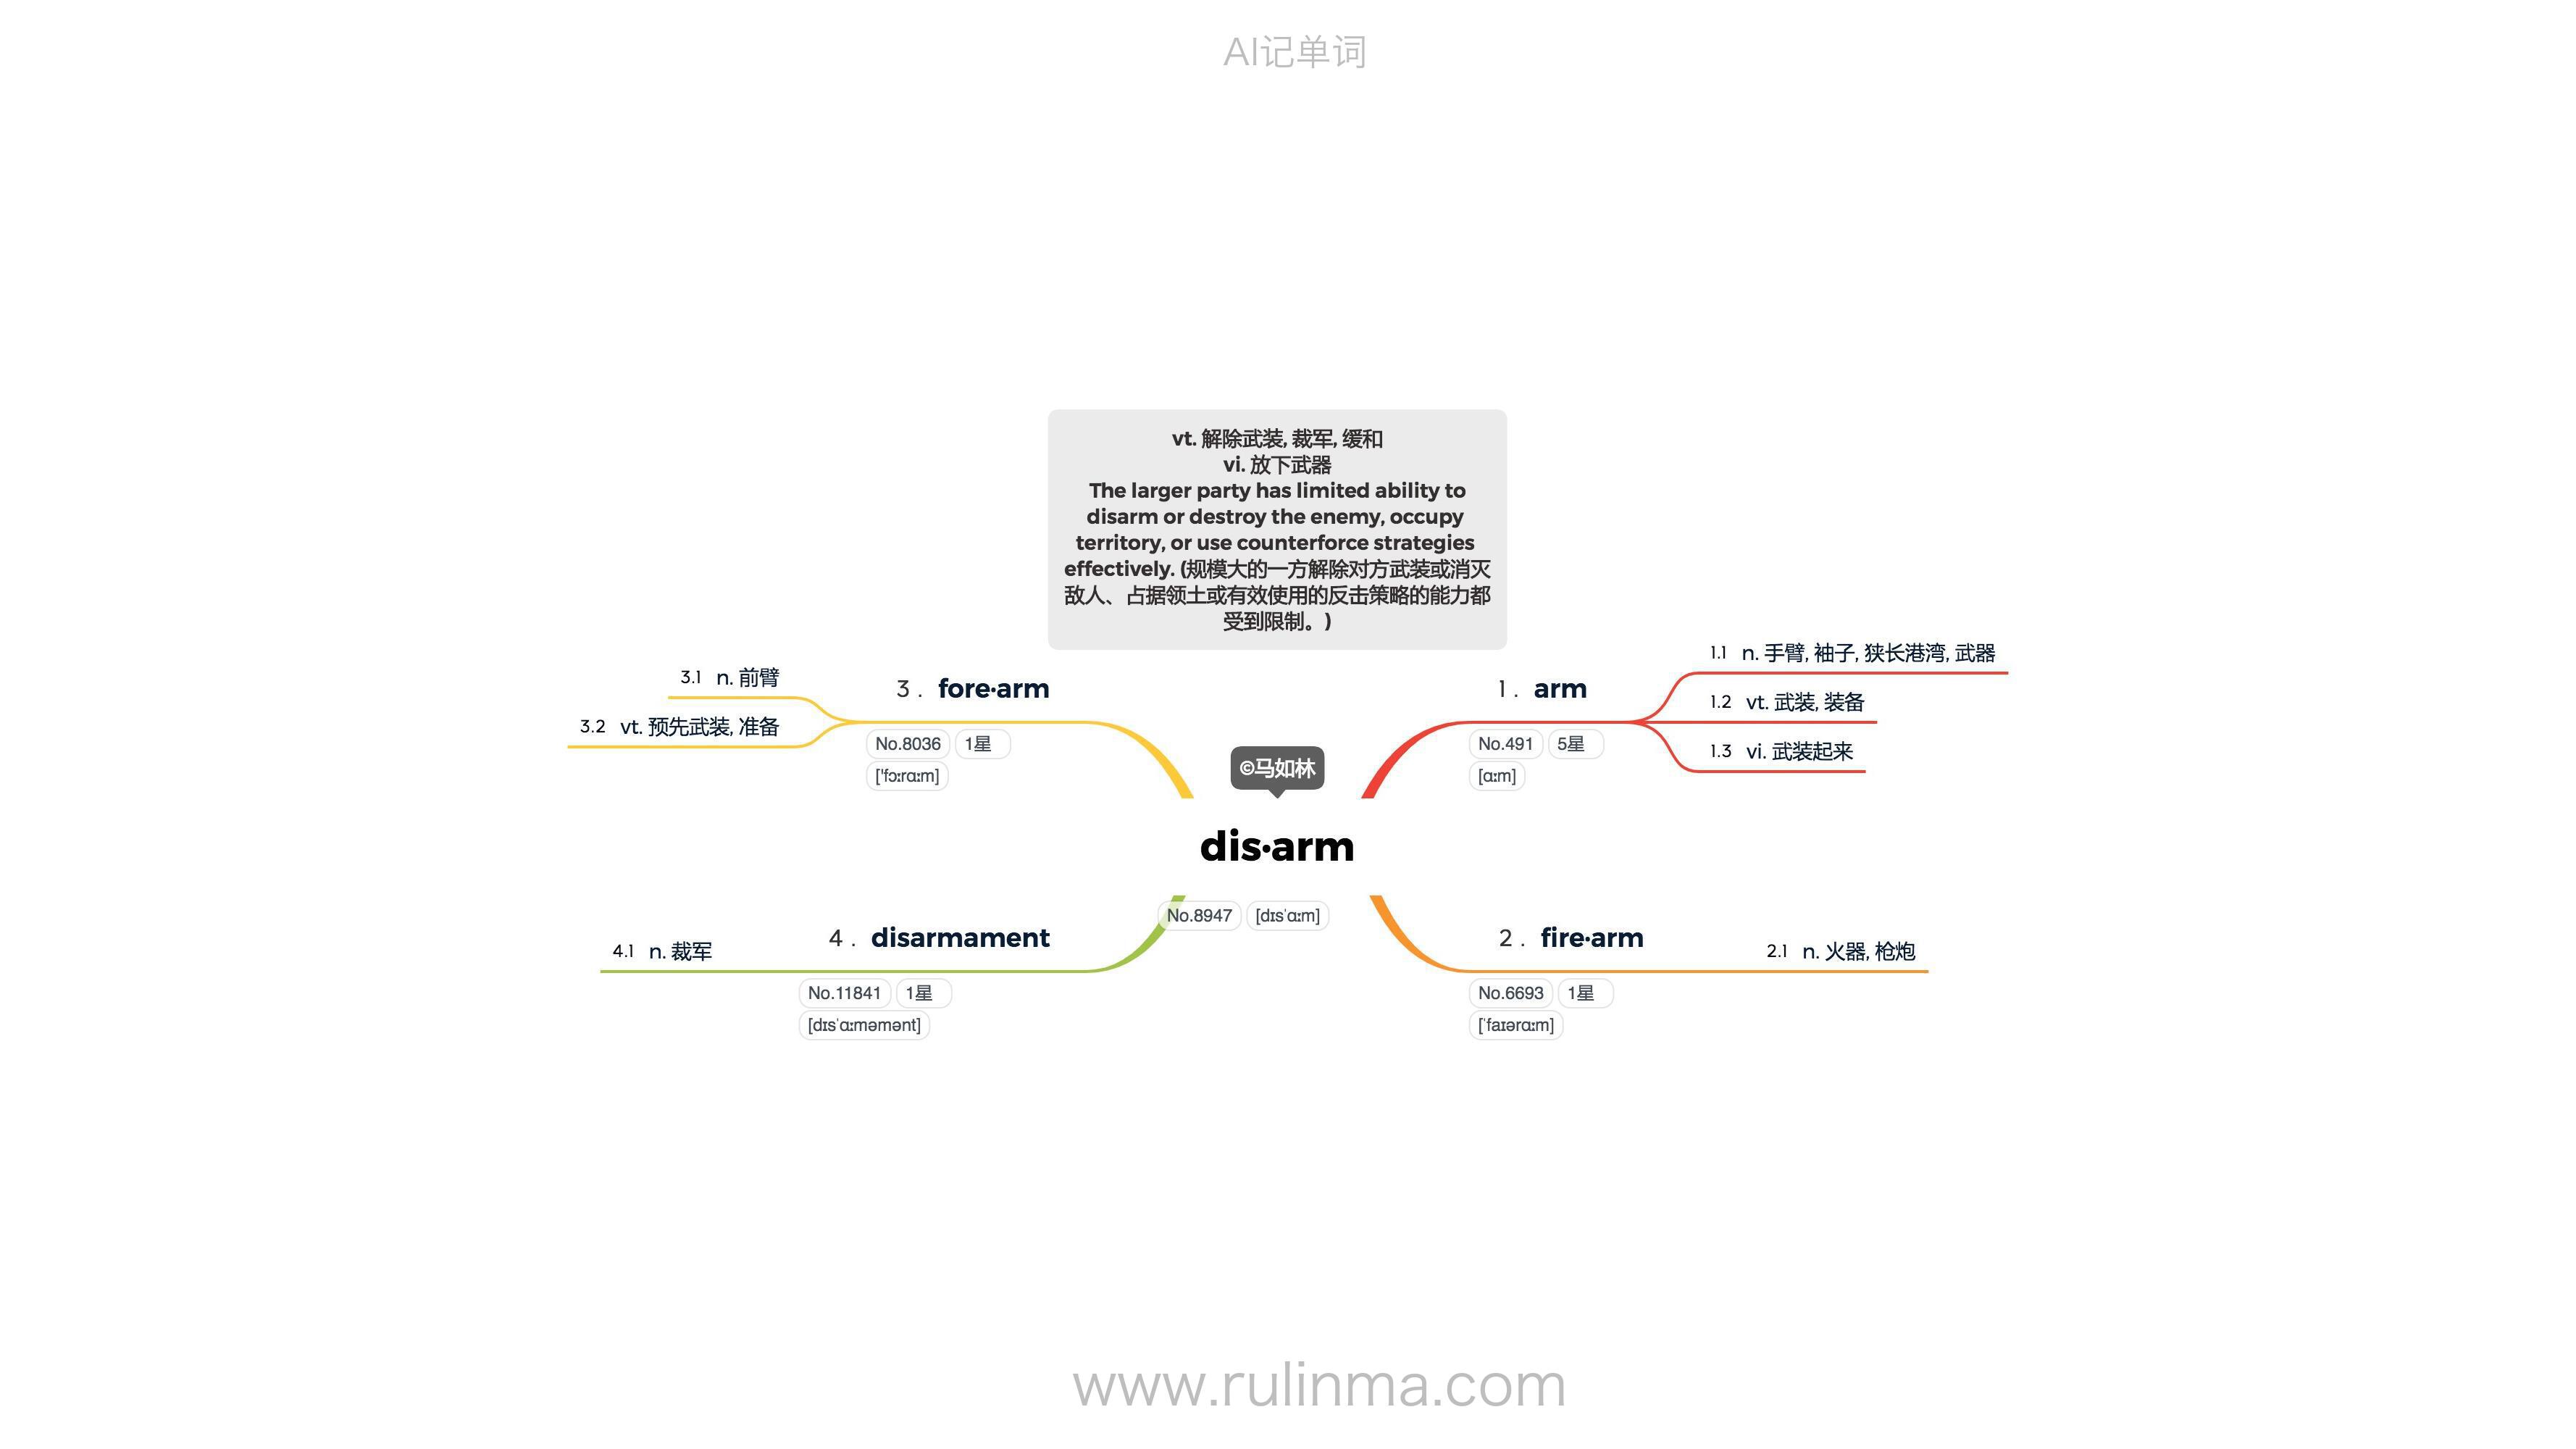 AI记单词
vt. 解除武装, 裁军, 缓和
vi. 放下武器
The larger party has limited ability to
disarm or destroy the enemy, occupy
territory, or use counterforce strategies
effectively. (规模大的一方解除对方武装或消灭
敌人、占据领土或有效使用的反击策略的能力都
受到限制。)
©马如林
dis·arm
No.8947 [dɪsˈɑːm]
1 . arm
No.491 5星
[ɑːm]
1.1 n. 手臂, 袖子, 狭长港湾, 武器
1.2 vt. 武装, 装备
1.3 vi. 武装起来
2 . fire·arm
No.6693 1星
[ˈfaɪərɑːm]
2.1 n. 火器, 枪炮
3 . fore·arm
No.8036 1星
['fɔːrɑːm]
3.1 n. 前臂
3.2 vt. 预先武装, 准备
4 . disarmament
No.11841 1星
[dɪsˈɑːməmənt]
4.1 n. 裁军
www.rulinma.com